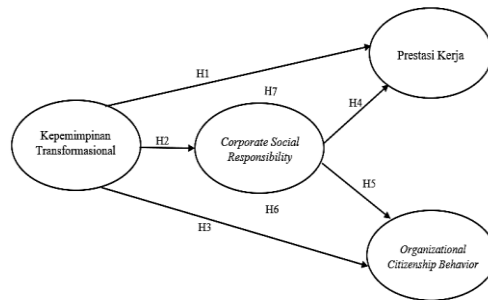 Prestasi Kerja
H1
H7
H4
Kepemimpinan
Transformasional
H2
Corporate Social
Responsibility
H5
H6
H3
Organizational
Citizenship Behavior